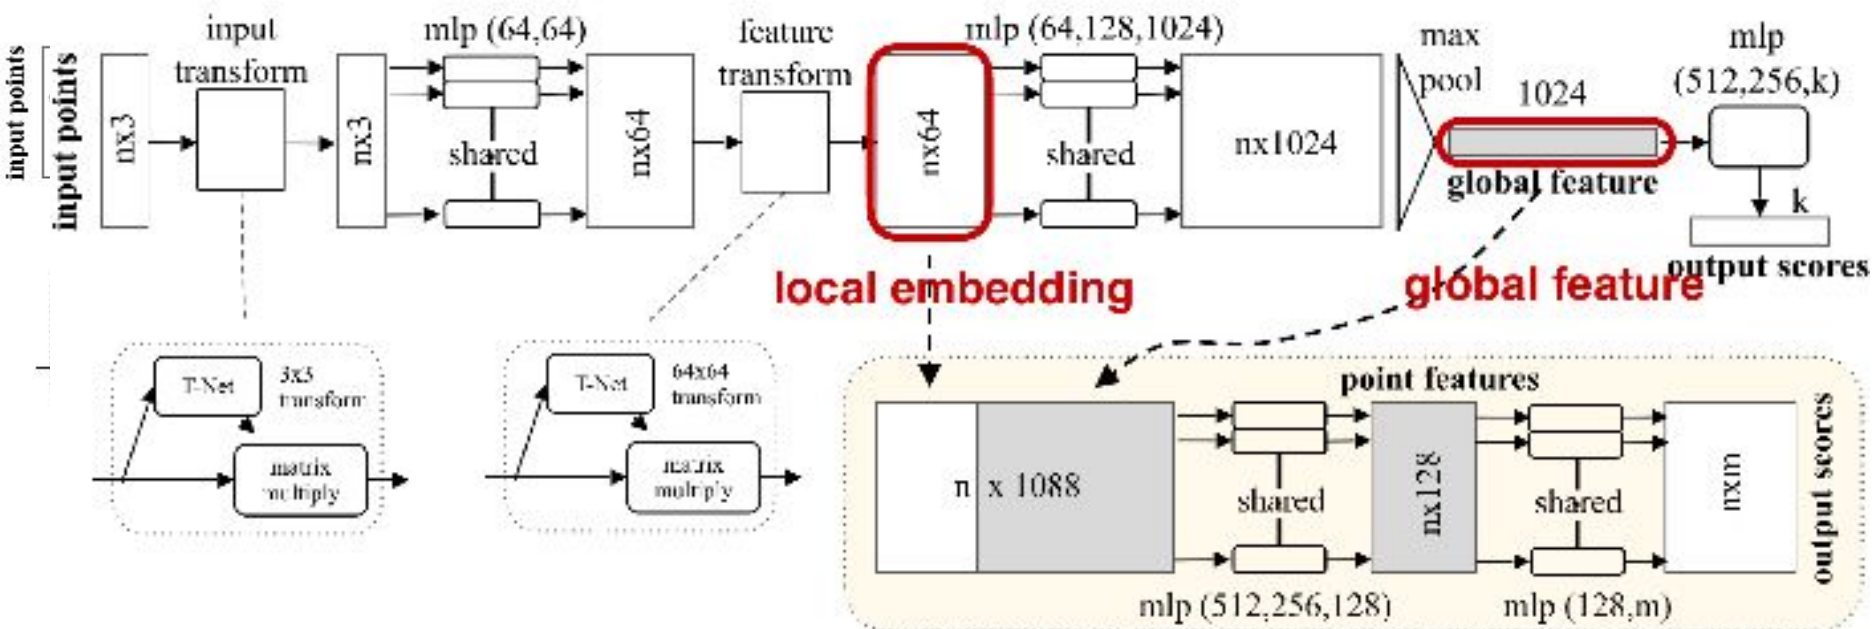 input points
input points
nx3
input
transform
nx3
mlp (64,64)
shared
nx64
feature
transform
nx64
mlp (64,128,1024)
shared
nx1024
max
pool
1024
global feature
mlp
(512,256,k)
k
output scores
local embedding
global feature
T-Net
3x3
transform
matrix
multiply
T-Net
64x64
transform
matrix
multiply
point features
n x 1088
shared
mlp (512,256,128)
nx128
shared
mlp (128,m)
nxm
output scores